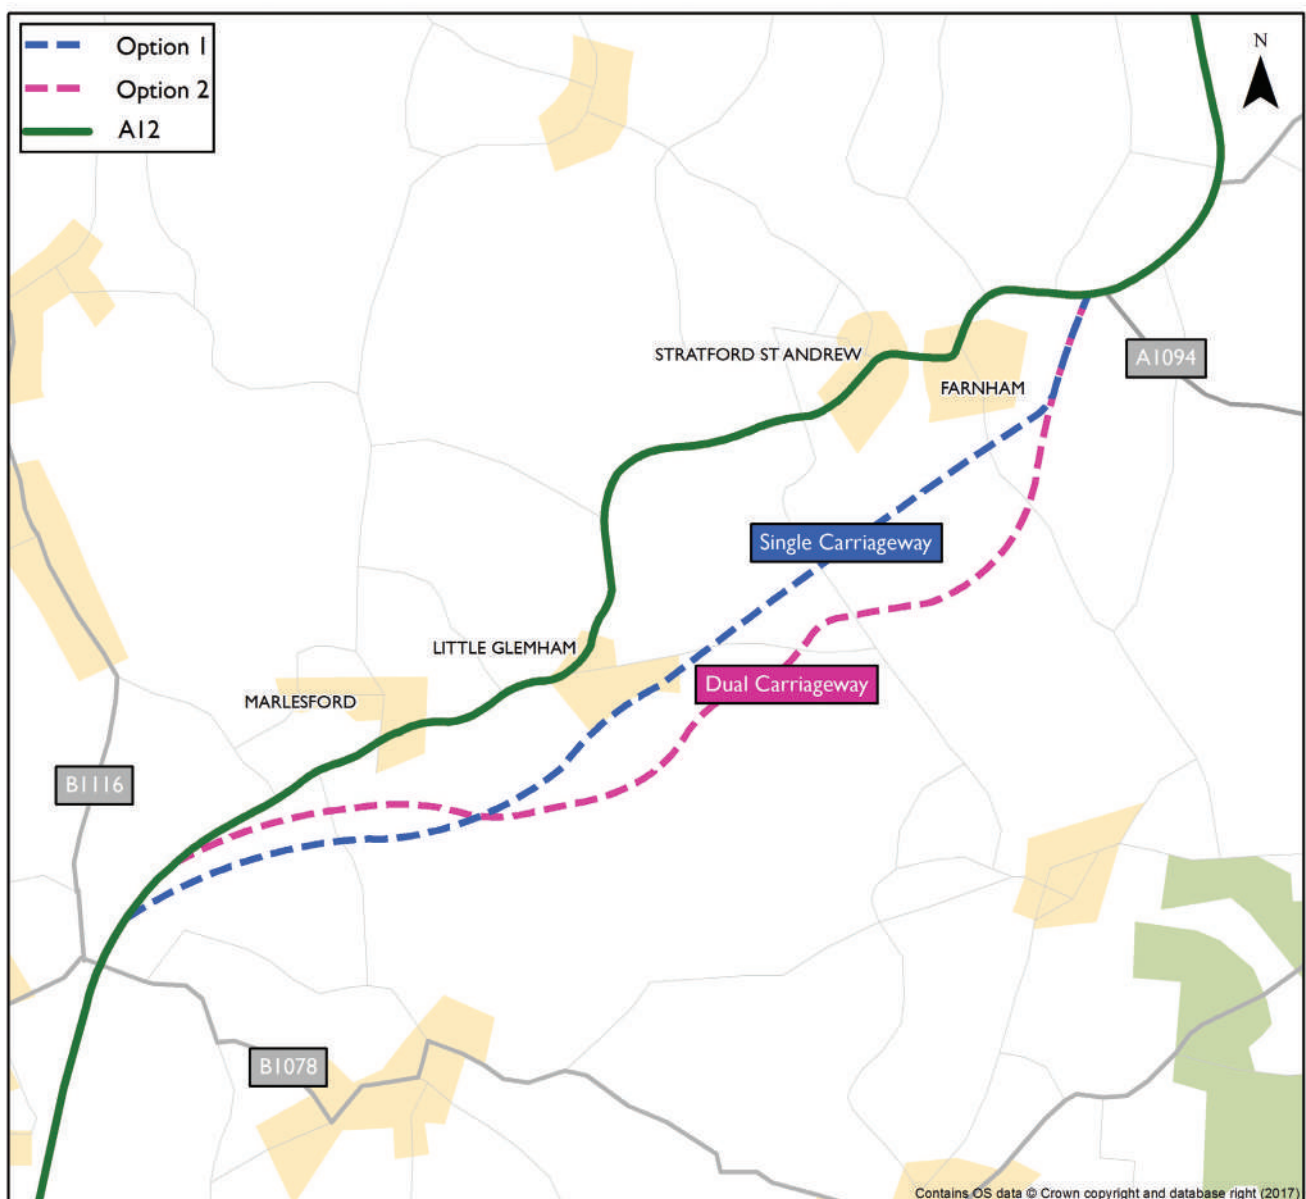 Option 1
Option 2
A12
N
STRATFORD ST ANDREW
FARNHAM
A1094
Single Carriageway
LITTLE GLEMHAM
Dual Carriageway
MARLESFORD
B1116
B1078
Contains OS data © Crown copyright and database right (2017)